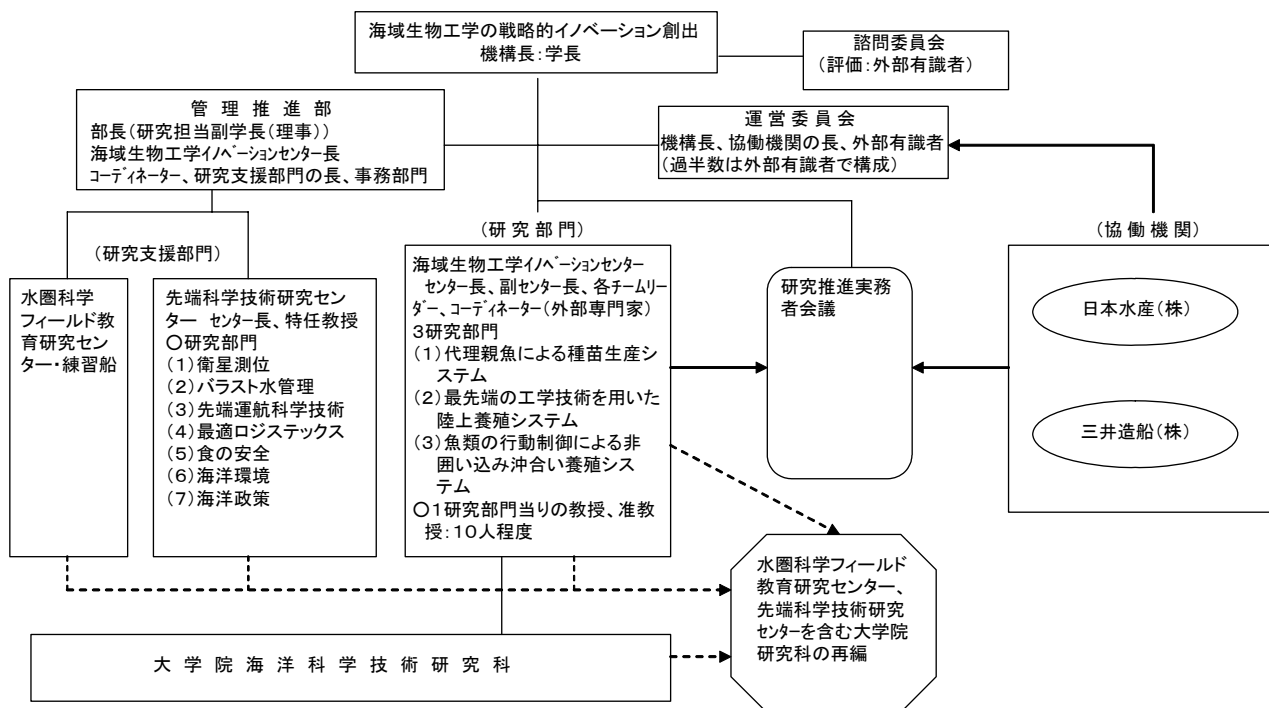 海域生物工学の戦略的イノベーション創出
機構長：学長
諮問委員会
（評価：外部有識者）
管 理 推 進 部
部長（研究担当副学長（理事））
海域生物工学ｲﾉﾍﾞｰｼｮﾝｾﾝﾀｰ長
ｺｰﾃﾞｨﾈｰﾀｰ、研究支援部門の長、事務部門
運 営 委 員 会
機構長、協働機関の長、外部有識者
（過半数は外部有識者で構成）
（研究支援部門）
（研 究 部 門）
（協 働 機 関）
水圏科学
フィールド教
育研究セン
ター・練習船
先端科学技術研究セン
ター センター長、特任教授
○研究部門
（１）衛星測位
（２）バラスト水管理
（３）先端運航科学技術
（４）最適ロジステックス
（５）食の安全
（６）海洋環境
（７）海洋政策
海域生物工学ｲﾉﾍﾞｰｼｮﾝｾﾝﾀｰ
センター長、副センター長、各チームリー
ダー、コーディネーター（外部専門家）
３研究部門
（１）代理親魚による種苗生産シ
ステム
（２）最先端の工学技術を用いた
陸上養殖システム
（３）魚類の行動制御による非
囲い込み沖合い養殖シス
テム
○１研究部門当りの教授、准教
授：１０人程度
研究推進実務
者会議
日本水産（株）
三井造船（株）
水圏科学フィールド
教育研究センター、
先端科学技術研究
ｾﾝﾀｰを含む大学院
研究科の再編
大 学 院 海 洋 科 学 技 術 研 究 科